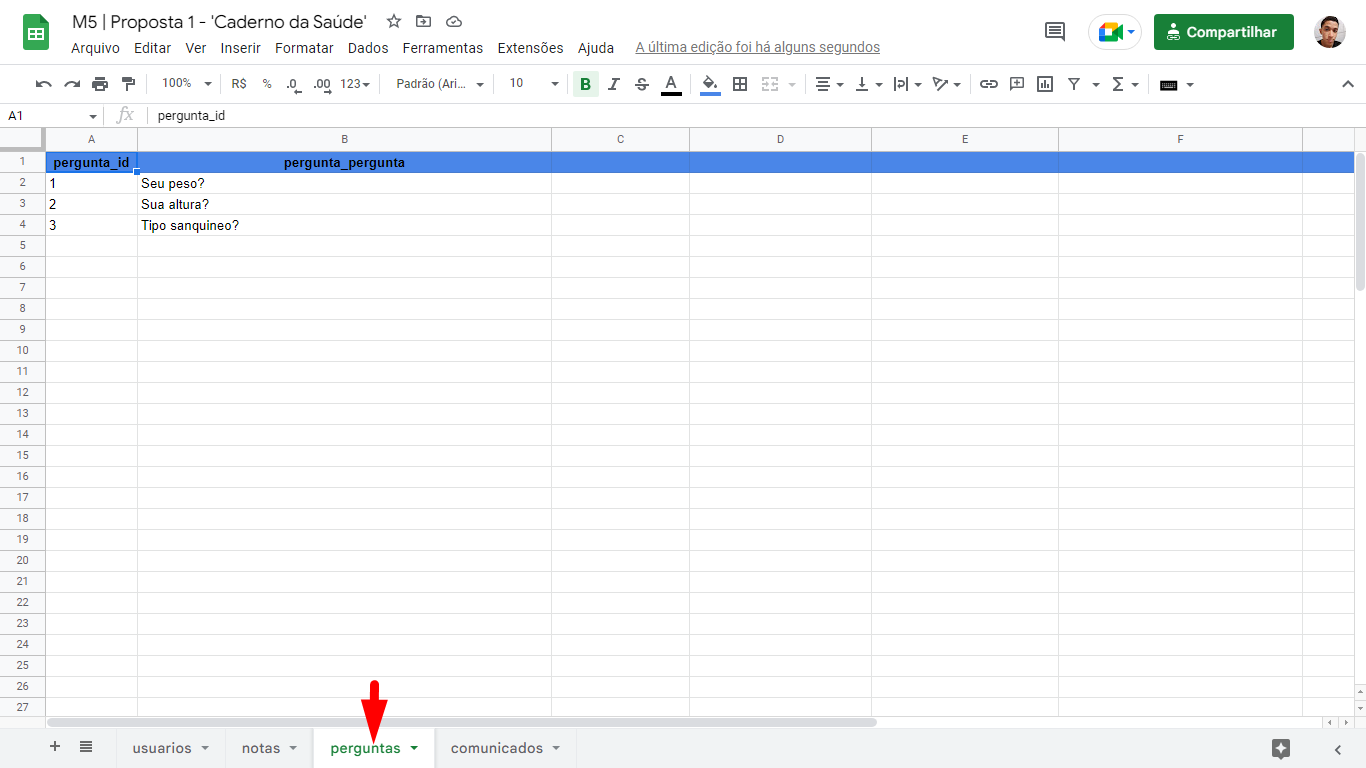 M5 | Proposta 1 - 'Caderno da Saúde'
Arquivo Editar Ver Inserir Formatar Dados Ferramentas Extensões Ajuda A última edição foi há alguns segundos
Compartilhar
100% R$ % .0 .00 123 Padrão (Ari... 10 B I S A
A1 fx pergunta_id
A B C D E F
1 pergunta_id pergunta_pergunta
2 1 Seu peso?
3 2 Sua altura?
4 3 Tipo sanquineo?
5
6
7
8
9
10
11
12
13
14
15
16
17
18
19
20
21
22
23
24
25
26
27
usuarios notas perguntas comunicados